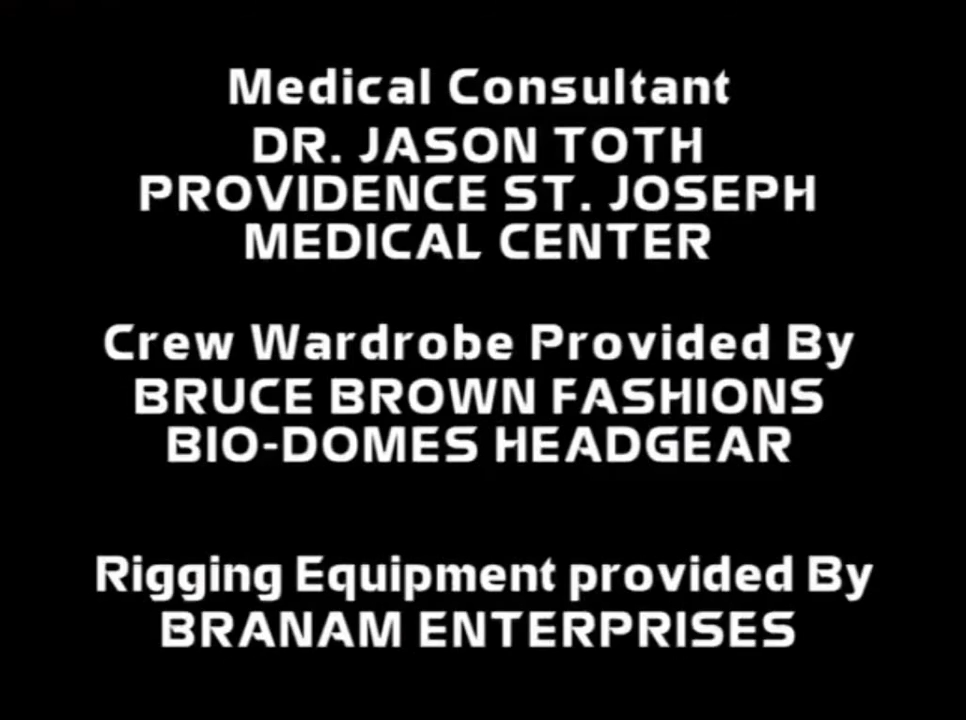 Medical Consultant
DR. JASON TOTH
PROVIDENCE ST. JOSEPH
MEDICAL CENTER
Crew Wardrobe Provided By
BRUCE BROWN FASHIONS
BIO-DOMES HEADGEAR
Rigging Equipment provided By
BRANAM ENTERPRISES